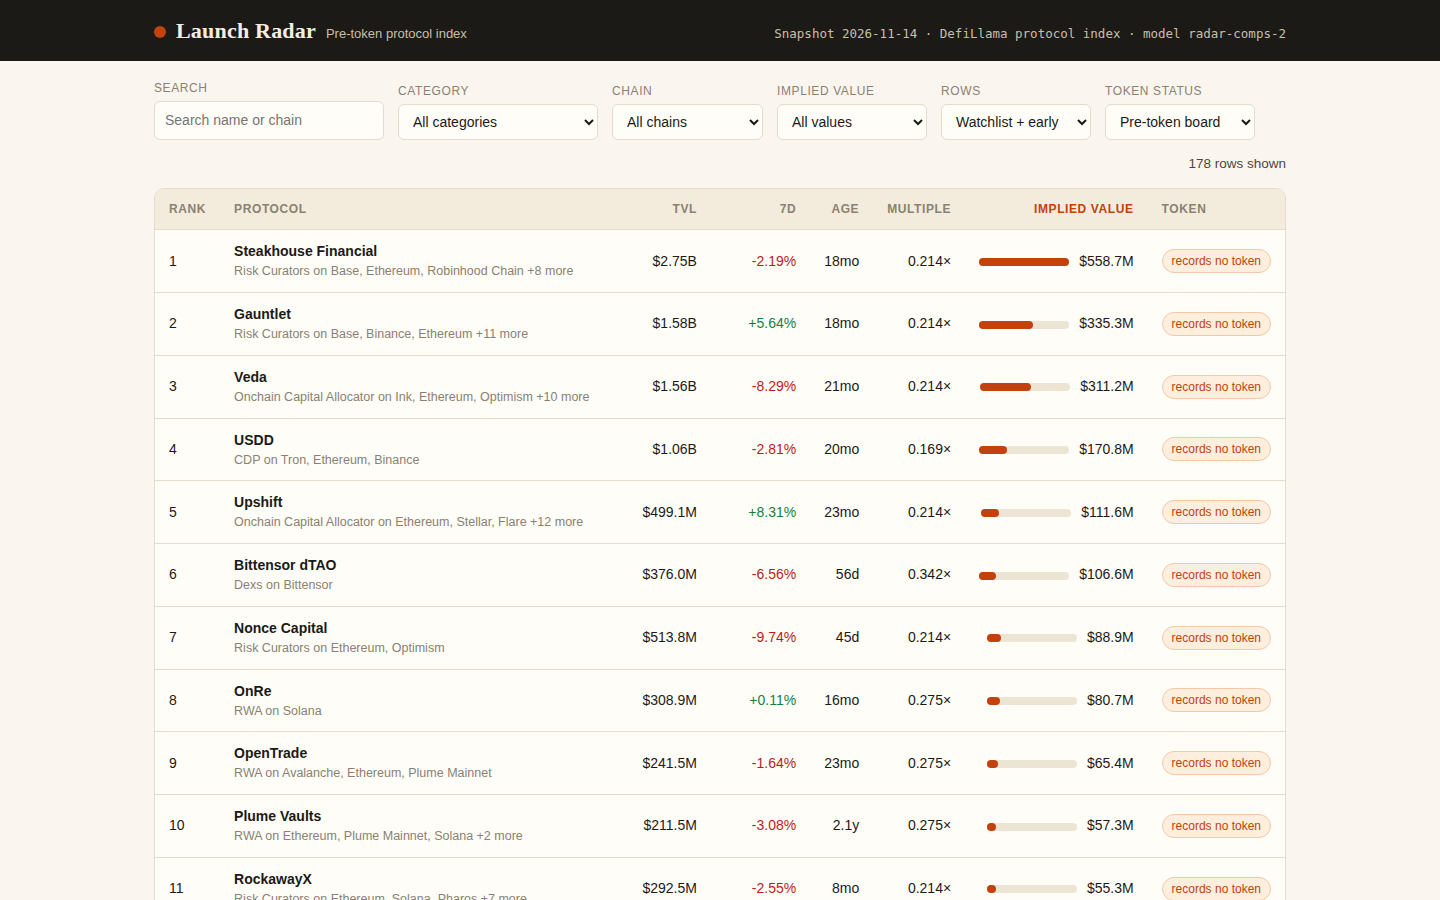 Launch Radar Pre-token protocol index Snapshot 2026-11-14 · DefiLlama protocol index · model radar-comps-2
SEARCH CATEGORY CHAIN IMPLIED VALUE ROWS TOKEN STATUS
Search name or chain All categories All chains All values Watchlist + early Pre-token board
178 rows shown
RANK PROTOCOL TVL 7D AGE MULTIPLE IMPLIED VALUE TOKEN
Steakhouse Financial
1 $2.75B -2.19% 18mo 0.214× $558.7M records no token
Risk Curators on Base, Ethereum, Robinhood Chain +8 more
Gauntlet
2 $1.58B +5.64% 18mo 0.214× $335.3M records no token
Risk Curators on Base, Binance, Ethereum +11 more
Veda
3 $1.56B -8.29% 21mo 0.214× $311.2M records no token
Onchain Capital Allocator on Ink, Ethereum, Optimism +10 more
USDD
4 $1.06B -2.81% 20mo 0.169× $170.8M records no token
CDP on Tron, Ethereum, Binance
Upshift
5 $499.1M +8.31% 23mo 0.214× $111.6M records no token
Onchain Capital Allocator on Ethereum, Stellar, Flare +12 more
Bittensor dTAO
6 $376.0M -6.56% 56d 0.342× $106.6M records no token
Dexs on Bittensor
Nonce Capital
7 $513.8M -9.74% 45d 0.214× $88.9M records no token
Risk Curators on Ethereum, Optimism
OnRe
8 $308.9M +0.11% 16mo 0.275× $80.7M records no token
RWA on Solana
OpenTrade
9 $241.5M -1.64% 23mo 0.275× $65.4M records no token
RWA on Avalanche, Ethereum, Plume Mainnet
Plume Vaults
10 $211.5M -3.08% 2.1y 0.275× $57.3M records no token
RWA on Ethereum, Plume Mainnet, Solana +2 more
RockawayX
11 $292.5M -2.55% 8mo 0.214× $55.3M records no token
Risk Curators on Ethereum, Solana, Pharos +7 more